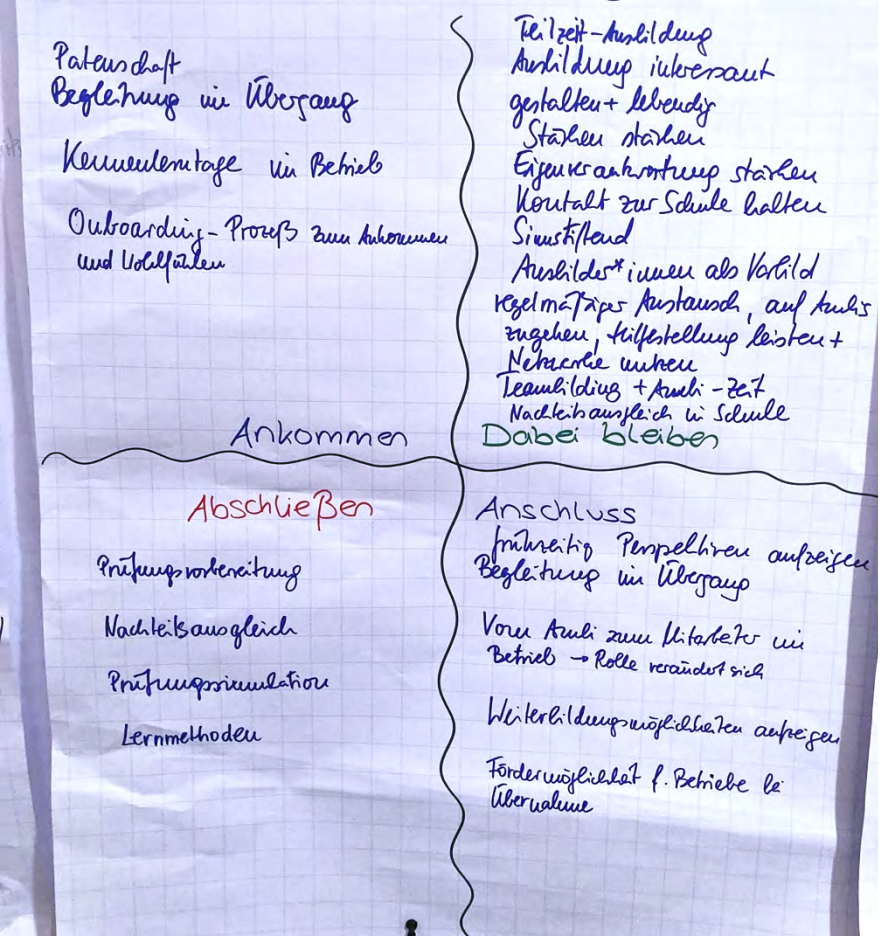 Patenschaft
Begleitung im Übergang
Kennenlerntage im Betrieb
Onboarding-Prozeß zum Ankommen
und Wohlfühlen
Ankommen
Teilzeit-Ausbildung
Ausbildung interessant
gestalten + lebendig
Stärken stärken
Eigenverantwortung stärken
Kontakt zur Schule halten
Sinnstiftend
Ausbilder*innen als Vorbild
regelmäßiger Austausch, auf Azubis
zugehen, Hilfestellung leisten +
Netzwerke nutzen
Teambilding + Azubi-Zeit
Nachteilsausgleich in Schule
Dabei bleiben
Abschließen
Prüfungsvorbereitung
Nachteilsausgleich
Prüfungssimulation
Lernmethoden
Anschluss
frühzeitig Perspektiven aufzeigen
Begleitung im Übergang
Vom Azubi zum Mitarbeiter im
Betrieb → Rolle verändert sich
Weiterbildungsmöglichkeiten aufzeigen
Fördermöglichkeit f. Betriebe bei
Übernahme